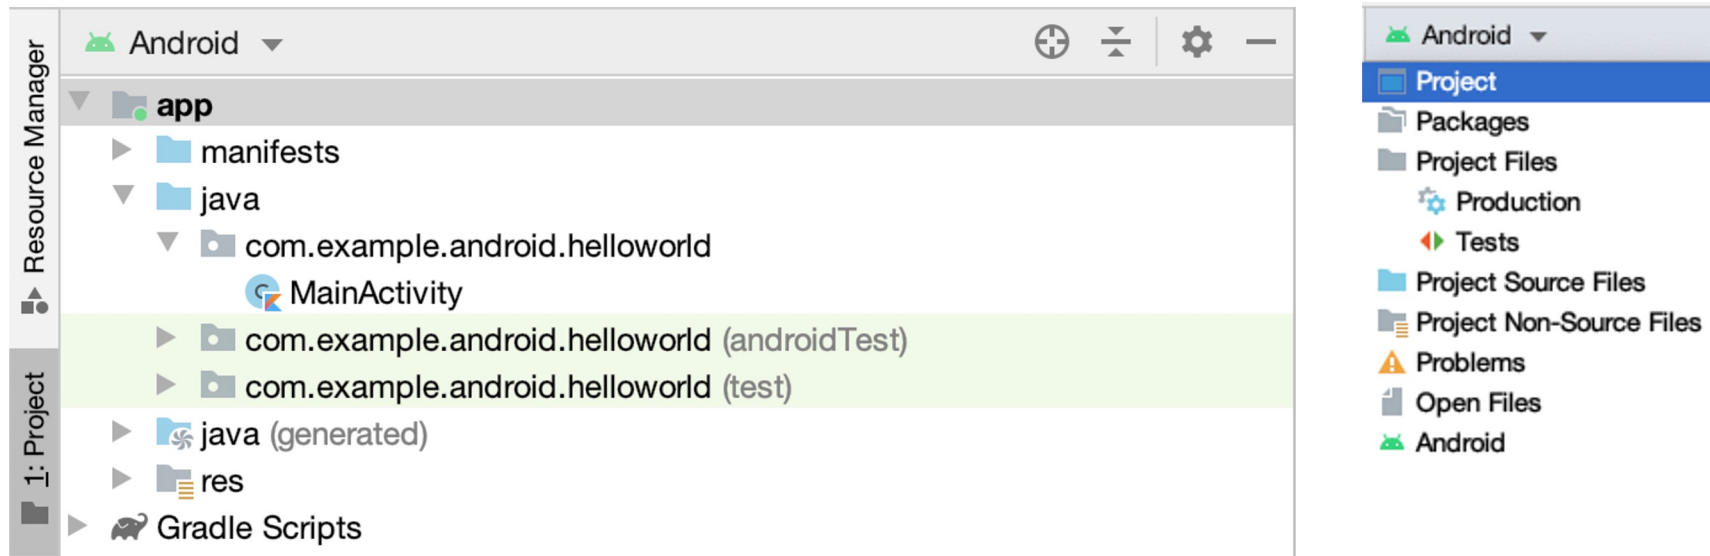 Resource Manager
1: Project
Android
app
manifests
java
com.example.android.helloworld
MainActivity
com.example.android.helloworld (androidTest)
com.example.android.helloworld (test)
java (generated)
res
Gradle Scripts
Android
Project
Packages
Project Files
Production
Tests
Project Source Files
Project Non-Source Files
Problems
Open Files
Android